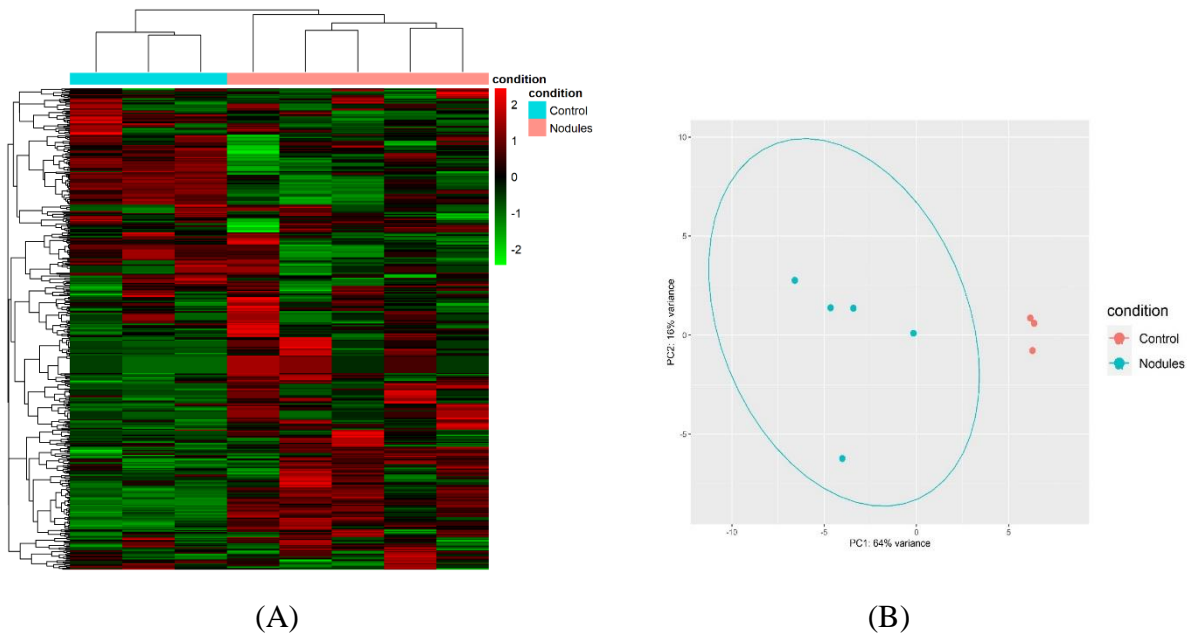 condition
2
1
0
-1
-2
condition
Control
Nodules
(A)
10
5
0
-5
PC2: 16% variance
-10
-5
0
5
PC1: 64% variance
condition
Control
Nodules
(B)